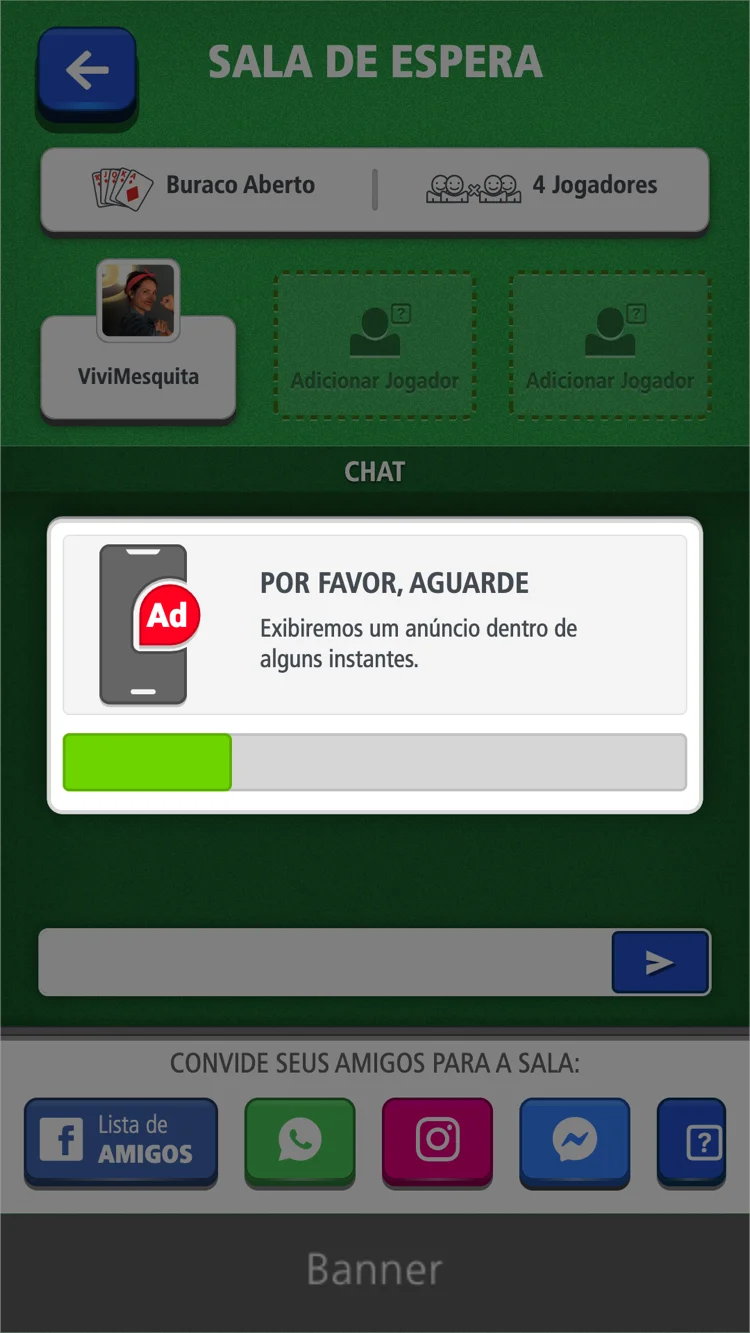 SALA DE ESPERA
Buraco Aberto
4 Jogadores
ViviMesquita
? Adicionar Jogador
? Adicionar Jogador
CHAT
Ad
POR FAVOR, AGUARDE
Exibiremos um anúncio dentro de
alguns instantes.
CONVIDE SEUS AMIGOS PARA A SALA:
f Lista de
AMIGOS
?
Banner